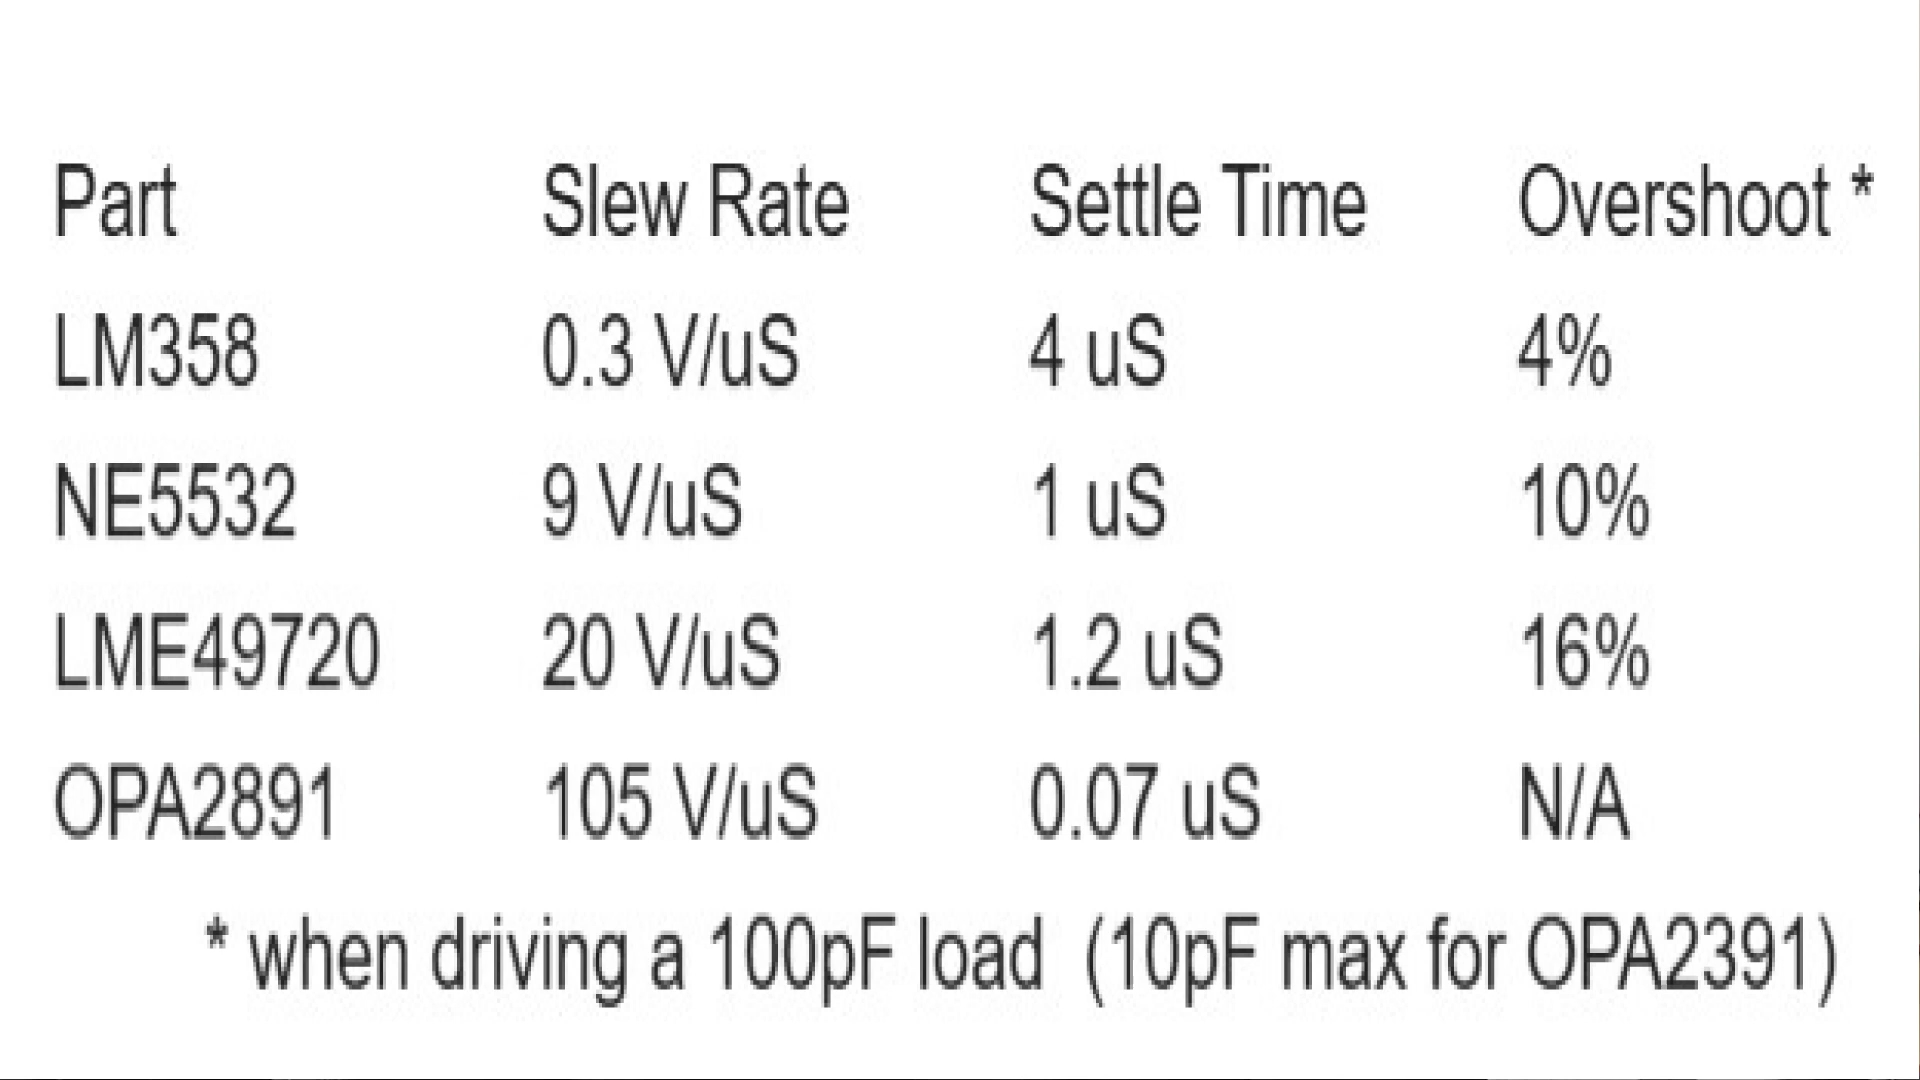 Part Slew Rate Settle Time Overshoot *
LM358 0.3 V/uS 4 uS 4%
NE5532 9 V/uS 1 uS 10%
LME49720 20 V/uS 1.2 uS 16%
OPA2891 105 V/uS 0.07 uS N/A
* when driving a 100pF load (10pF max for OPA2391)